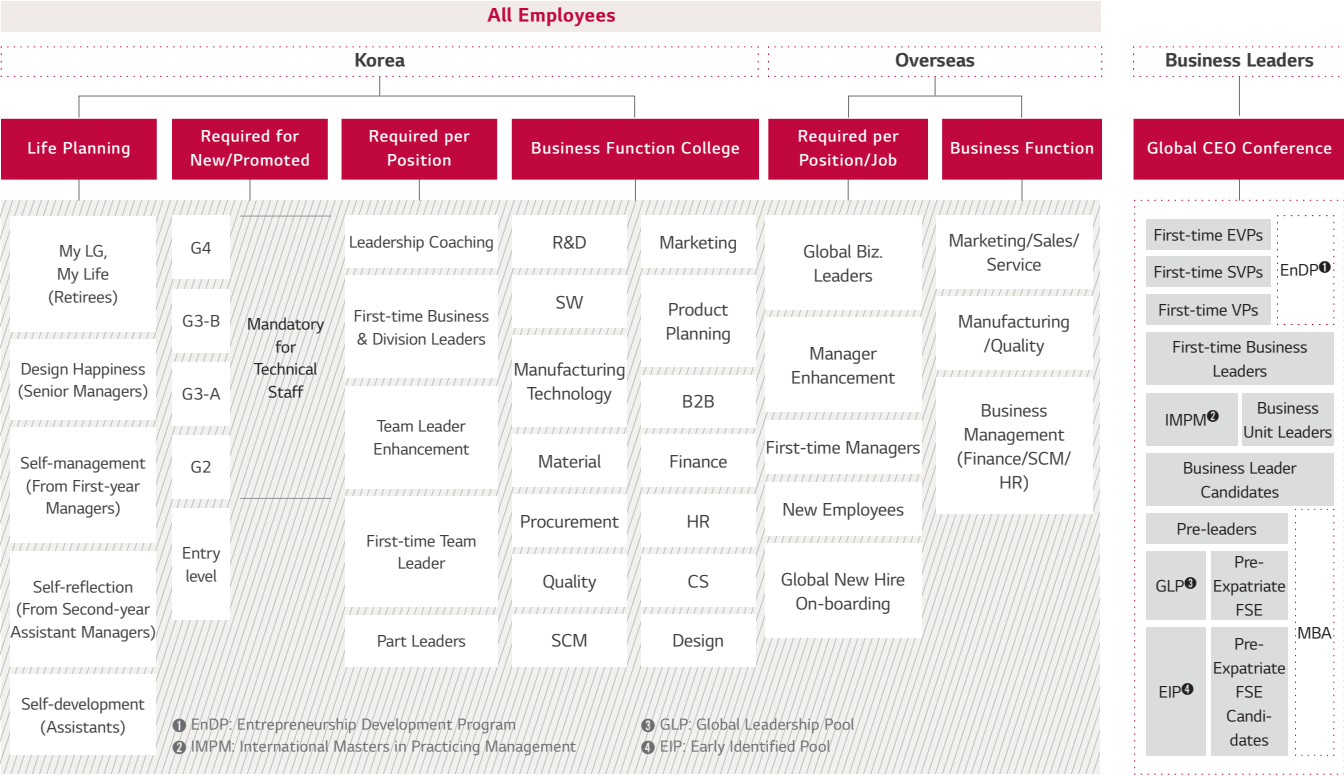 All Employees
Korea
Overseas
Business Leaders
Life Planning
Required for
New/Promoted
Required per
Position
Business Function College
Required per
Position/Job
Business Function
Global CEO Conference
My LG,
My Life
(Retirees)
Design Happiness
(Senior Managers)
Self-management
(From First-year
Managers)
Self-reflection
(From Second-year
Assistant Managers)
Self-development
(Assistants)
G4
G3-B
G3-A
G2
Entry
level
Mandatory
for
Technical
Staff
Leadership Coaching
First-time Business
& Division Leaders
Team Leader
Enhancement
First-time Team
Leader
Part Leaders
R&D
SW
Manufacturing
Technology
Material
Procurement
Quality
SCM
Marketing
Product
Planning
B2B
Finance
HR
CS
Design
Global Biz.
Leaders
Manager
Enhancement
First-time Managers
New Employees
Global New Hire
On-boarding
Marketing/Sales/
Service
Manufacturing
/Quality
Business
Management
(Finance/SCM/
HR)
First-time EVPs
First-time SVPs
First-time VPs
EnDP❶
First-time Business
Leaders
IMPM❷
Business
Unit Leaders
Business Leader
Candidates
Pre-leaders
GLP❸
Pre-
Expatriate
FSE
EIP❹
Pre-
Expatriate
FSE
Candi-
dates
MBA
❶ EnDP: Entrepreneurship Development Program
❷ IMPM: International Masters in Practicing Management
❸ GLP: Global Leadership Pool
❹ EIP: Early Identified Pool